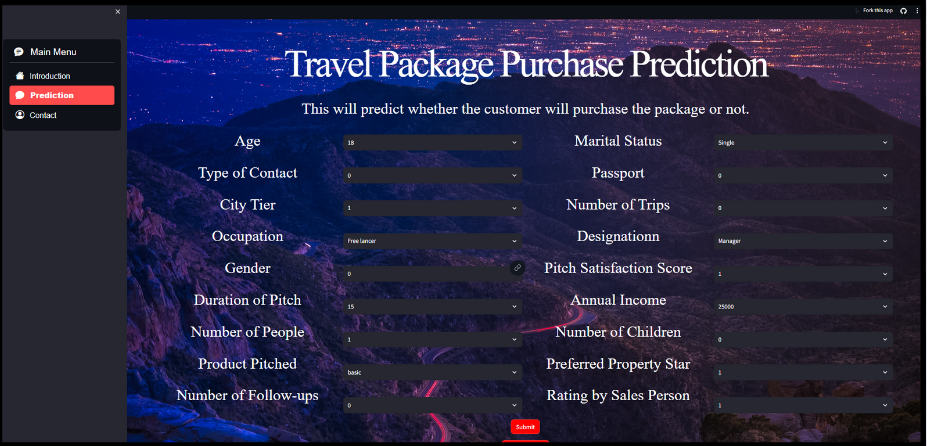 Fork this app
Main Menu
Introduction
Prediction
Contact
Travel Package Purchase Prediction
This will predict whether the customer will purchase the package or not.
Age 18 Marital Status Single
Type of Contact 0 Passport 0
City Tier 1 Number of Trips 0
Occupation Free lancer Designationn Manager
Gender 0 Pitch Satisfaction Score 1
Duration of Pitch 15 Annual Income 25000
Number of People 1 Number of Children 0
Product Pitched basic Preferred Property Star 1
Number of Follow-ups 0 Rating by Sales Person 1
Submit